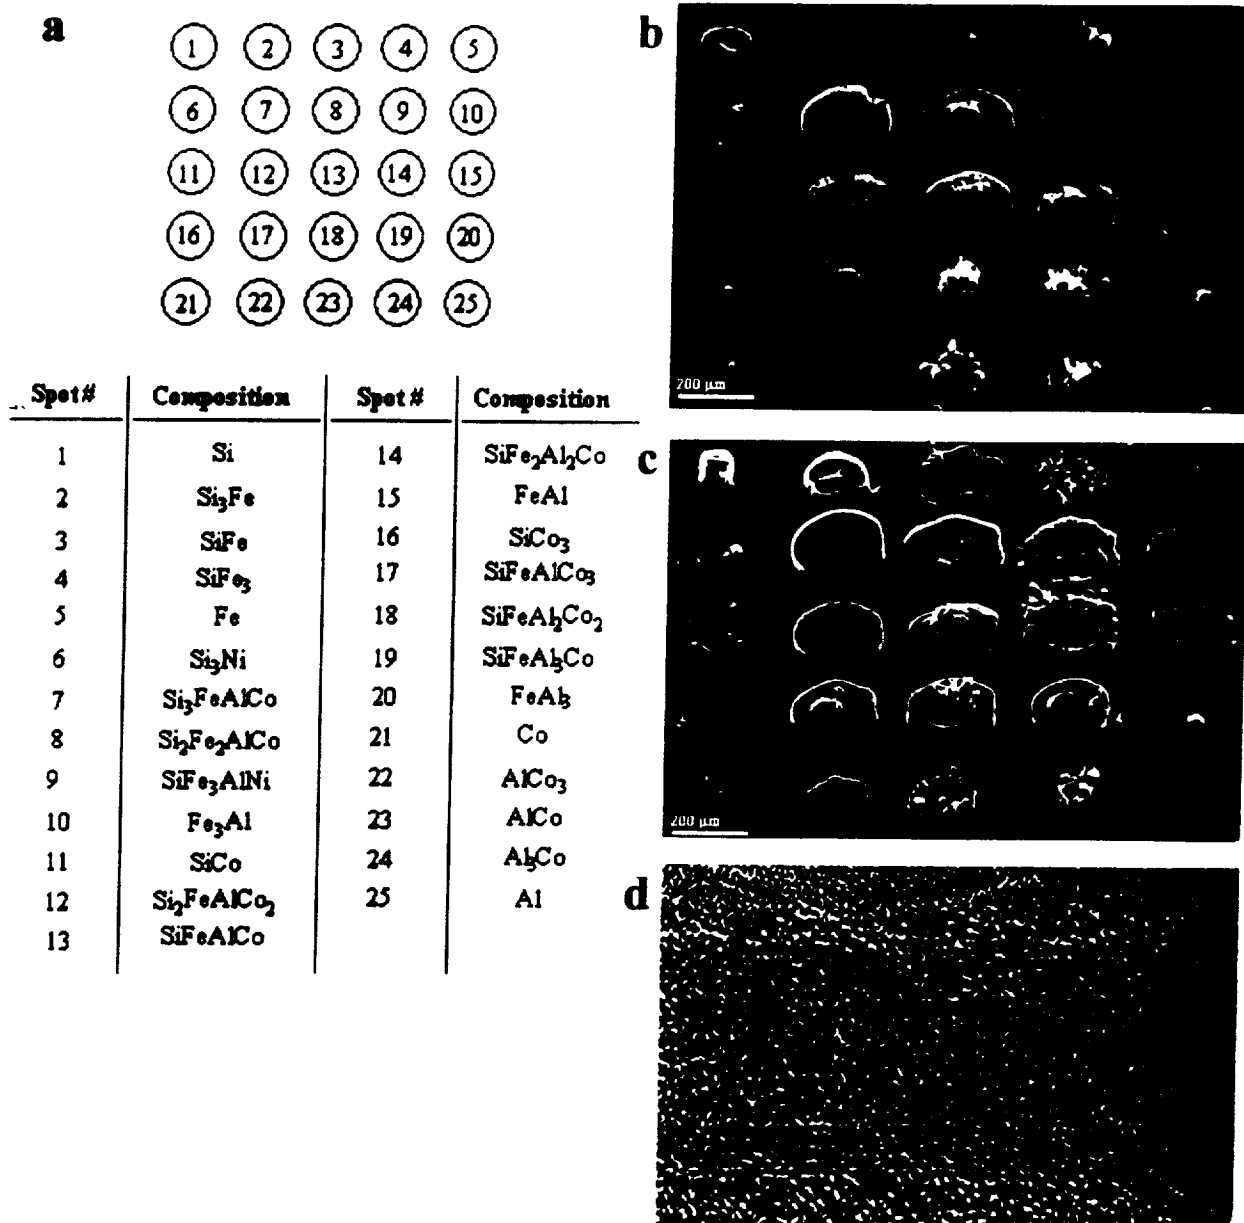 a
1 2 3 4 5
6 7 8 9 10
11 12 13 14 15
16 17 18 19 20
21 22 23 24 25
Spot # Composition Spot # Composition
1 Si 14 SiFe₂Al₂Co
2 Si₃Fe 15 FeAl
3 SiFe 16 SiCo₃
4 SiFe₃ 17 SiFeAlCo₃
5 Fe 18 SiFeAl₂Co₂
6 Si₃Ni 19 SiFeAl₃Co
7 Si₃FeAlCo 20 FeAl₃
8 Si₂Fe₂AlCo 21 Co
9 SiFe₃AlNi 22 AlCo₃
10 Fe₃Al 23 AlCo
11 SiCo 24 Al₃Co
12 Si₂FeAlCo₂ 25 Al
13 SiFeAlCo
b
200 µm
c
200 µm
d